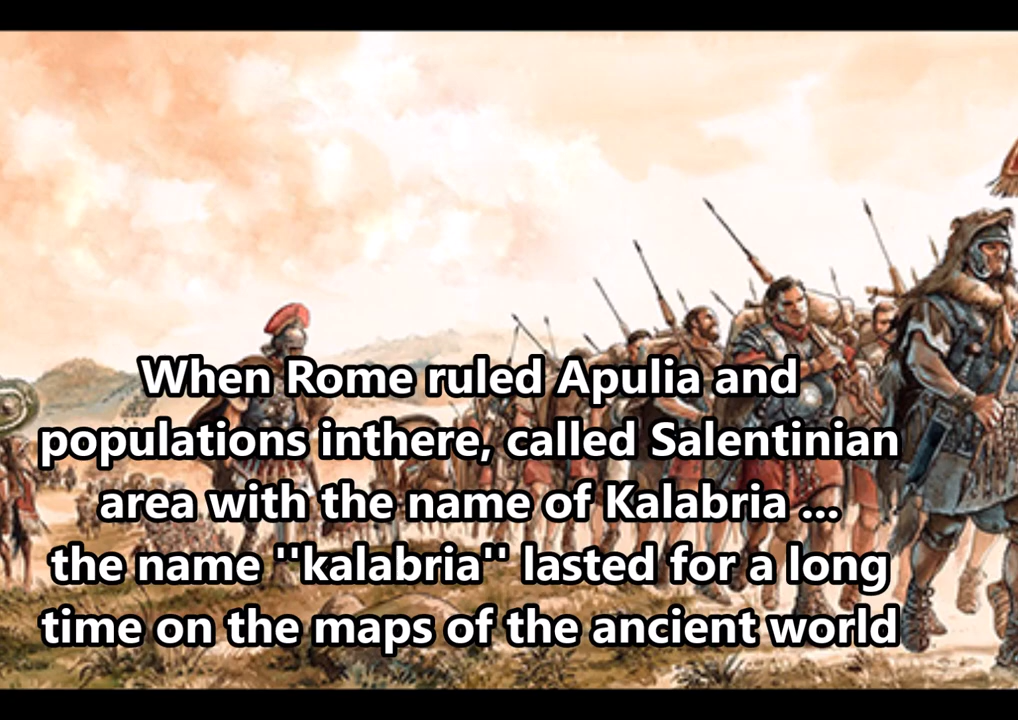 When Rome ruled Apulia and
populations inthere, called Salentinian
area with the name of Kalabria ...
the name ''kalabria'' lasted for a long
time on the maps of the ancient world